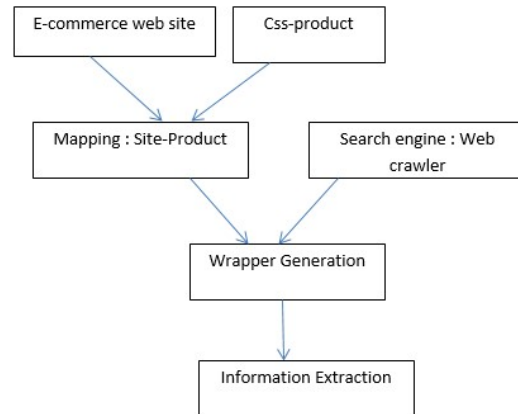 E-commerce web site
Css-product
Mapping : Site-Product
Search engine : Web
crawler
Wrapper Generation
Information Extraction